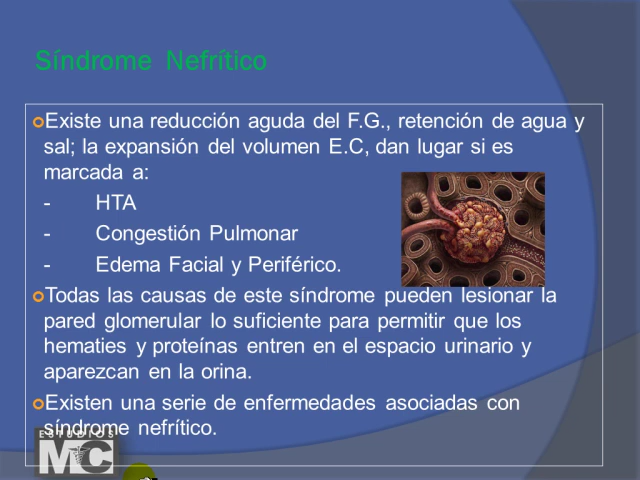 Síndrome Nefrítico
Existe una reducción aguda del F.G., retención de agua y
sal; la expansión del volumen E.C, dan lugar si es
marcada a:
- HTA
- Congestión Pulmonar
- Edema Facial y Periférico.
Todas las causas de este síndrome pueden lesionar la
pared glomerular lo suficiente para permitir que los
hematies y proteínas entren en el espacio urinario y
aparezcan en la orina.
Existen una serie de enfermedades asociadas con
síndrome nefrítico.
ESTUDIOS
MC